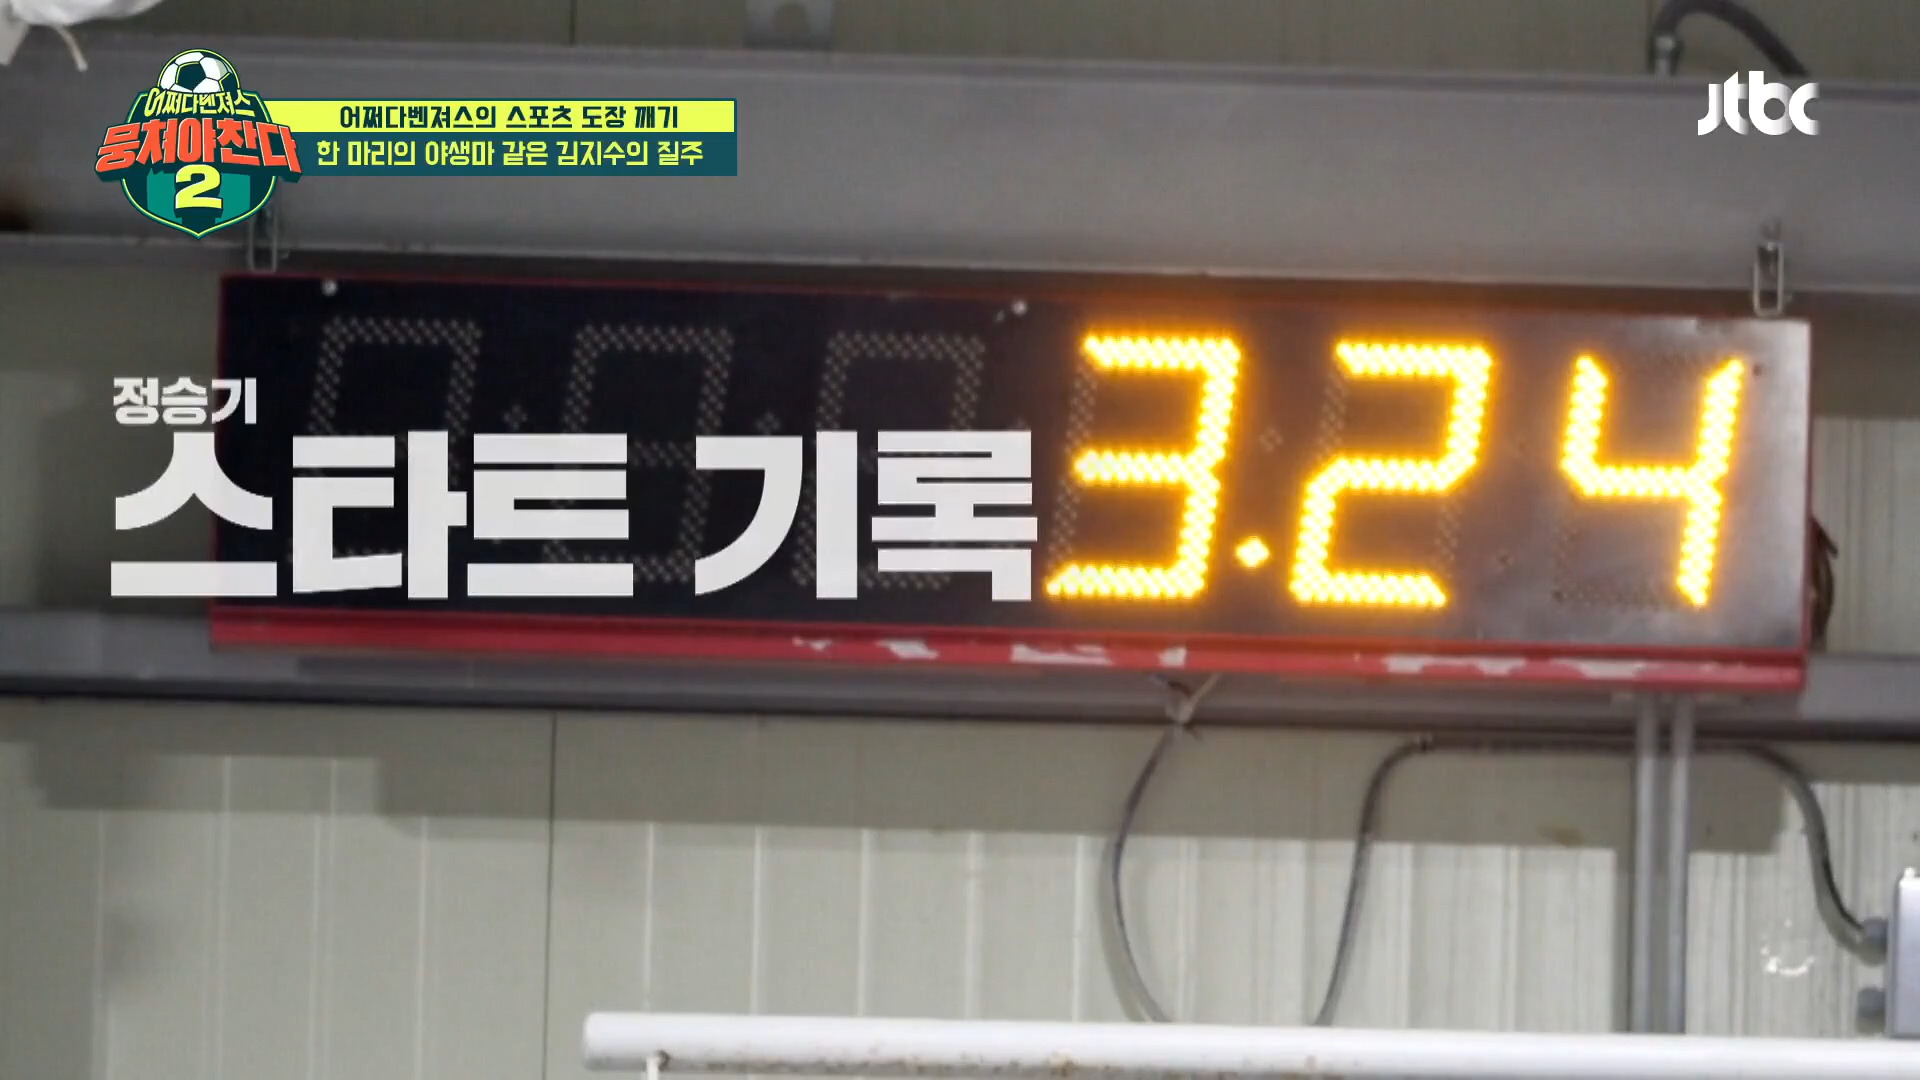 어쩌다벤져스
뭉쳐야찬다
2
어쩌다벤져스의 스포츠 도장 깨기
한 마리의 야생마 같은 김지수의 질주
jtbc
정승기
스타트 기록
3.24